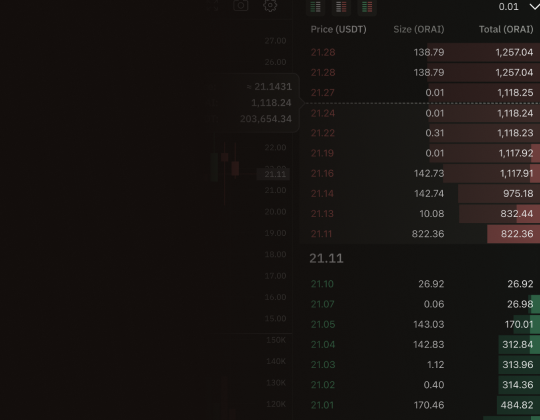 0.01
Price (USDT) Size (ORAI) Total (ORAI)
27.00
21.28 138.79 1,257.04
26.00
21.28 138.79 1,257.04
≈ 21.1431
21.27 0.01 1,118.25
1,118.24
21.24 0.01 1,118.24
203,654.34
21.22 0.31 1,118.23
22.00
21.19 0.01 1,117.92
21.11
21.16 142.73 1,117.91
21.00
21.14 142.74 975.18
20.00
21.13 10.08 832.44
19.00
21.11 822.36 822.36
18.00
21.11
17.00
21.10 26.92 26.92
16.00
21.07 0.06 26.98
15.00
21.05 143.03 170.01
150K
21.04 142.83 312.84
140K
21.03 1.12 313.96
130K
21.02 0.40 314.36
120K
21.01 170.46 484.82